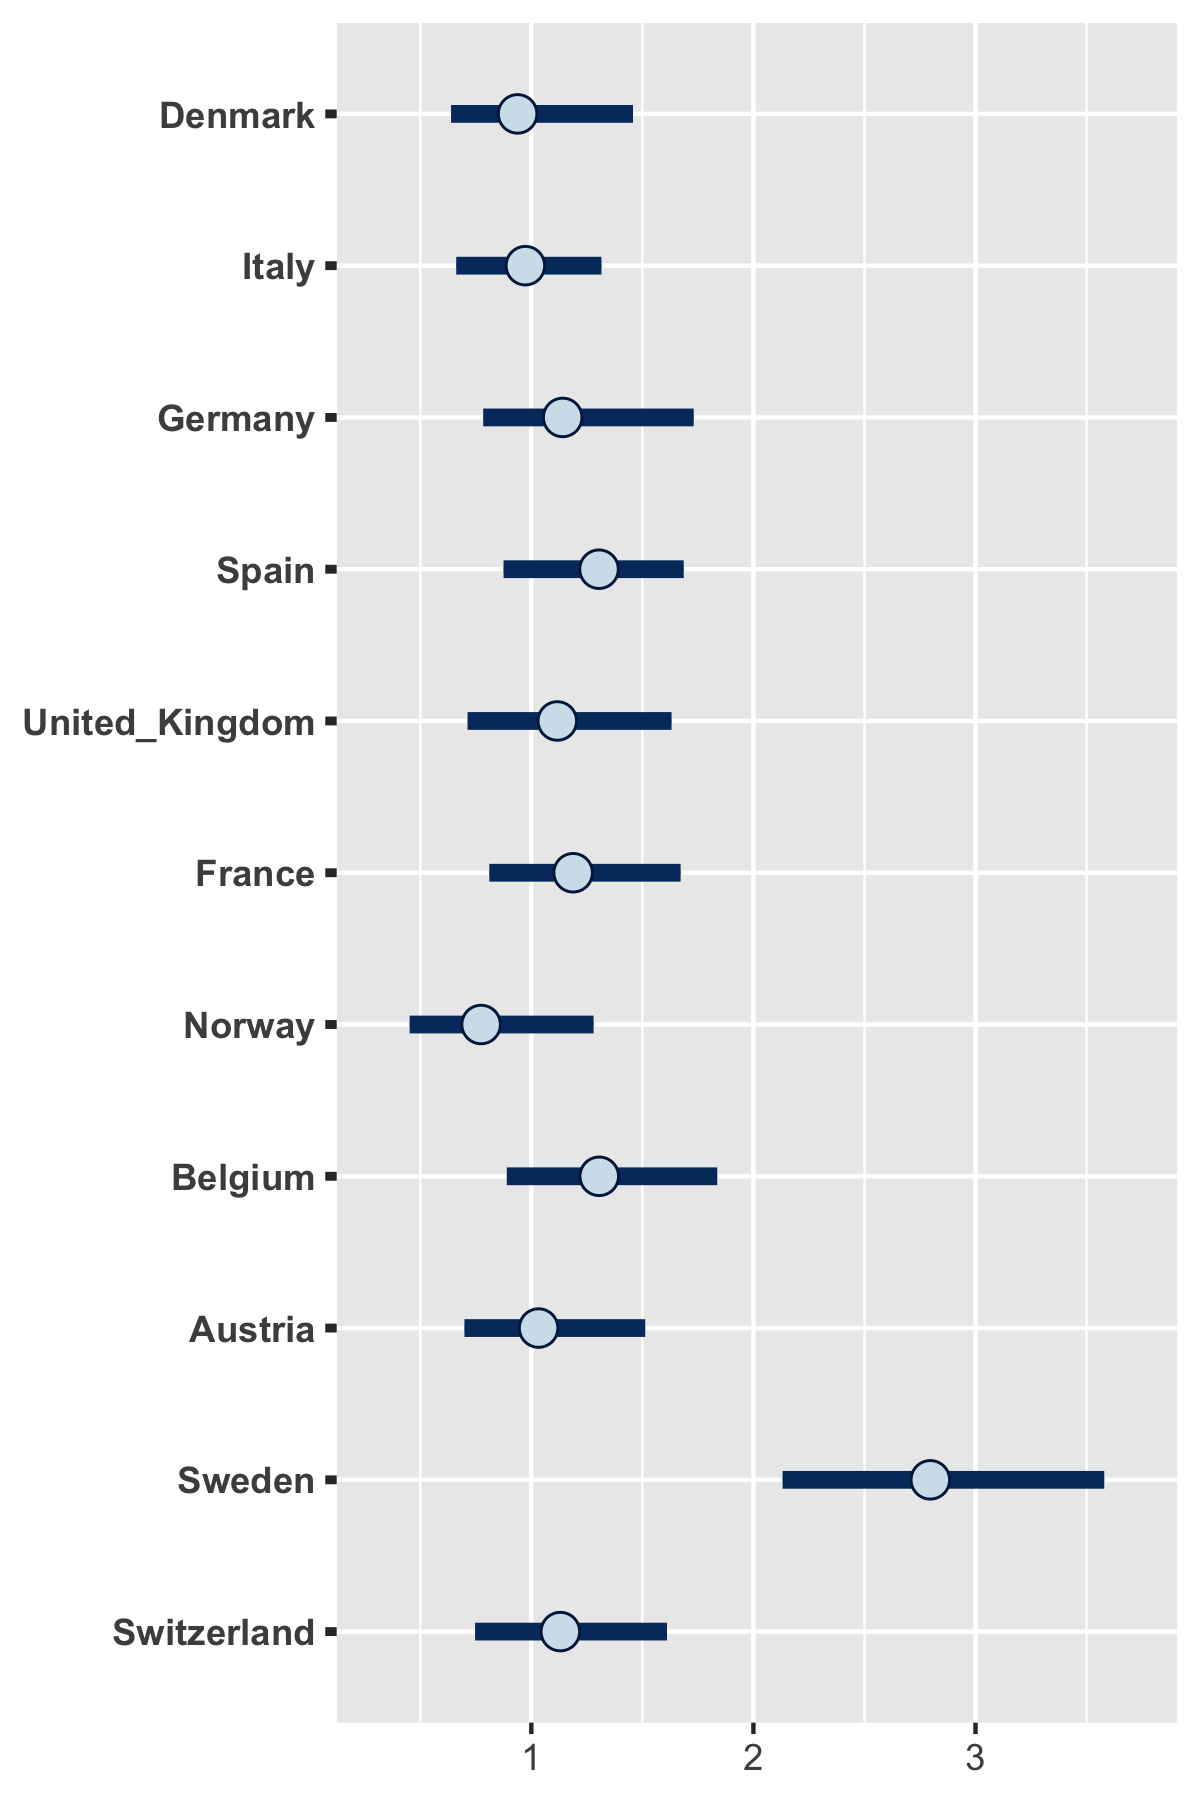 Denmark
Italy
Germany
Spain
United_Kingdom
France
Norway
Belgium
Austria
Sweden
Switzerland
1 2 3